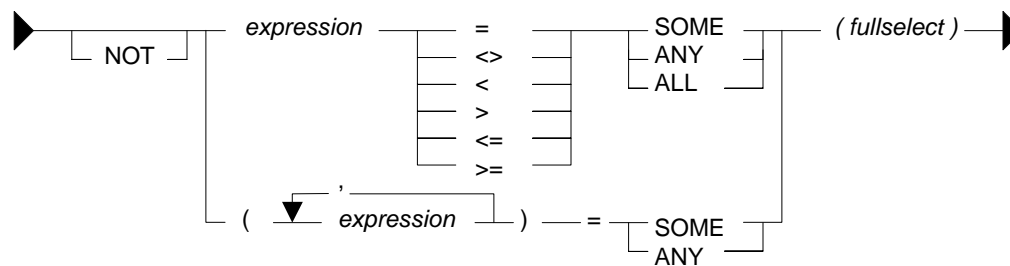 expression = SOME ( fullselect )
NOT <> ANY
< ALL
>
<=
>=
,
( expression ) = SOME
ANY